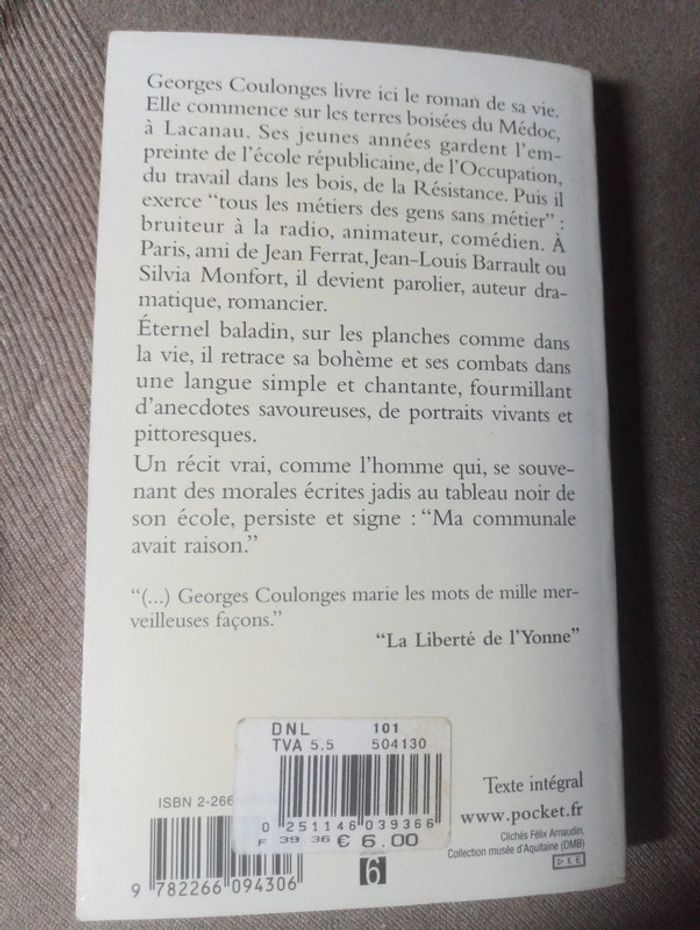 Georges Coulonges livre ici le roman de sa vie.
Elle commence sur les terres boisées du Médoc,
à Lacanau. Ses jeunes années gardent l'em-
preinte de l'école républicaine, de l'Occupation,
du travail dans les bois, de la Résistance. Puis il
exerce “tous les métiers des gens sans métier” :
bruiteur à la radio, animateur, comédien. À
Paris, ami de Jean Ferrat, Jean-Louis Barrault ou
Silvia Monfort, il devient parolier, auteur dra-
matique, romancier.
Éternel baladin, sur les planches comme dans
la vie, il retrace sa bohème et ses combats dans
une langue simple et chantante, fourmillant
d'anecdotes savoureuses, de portraits vivants et
pittoresques.
Un récit vrai, comme l'homme qui, se souve-
nant des morales écrites jadis au tableau noir de
son école, persiste et signe : “Ma communale
avait raison.”
“(...) Georges Coulonges marie les mots de mille mer-
veilleuses façons.”
“La Liberté de l'Yonne”
DNL 101
TVA 5,5 504130
0 251146 039366
F 39.36 € 6.00
ISBN 2-266
9 782266 094306
6
Texte intégral
www.pocket.fr
Clichés Félix Arnaudin,
Collection musée d'Aquitaine (DMB)
DKE